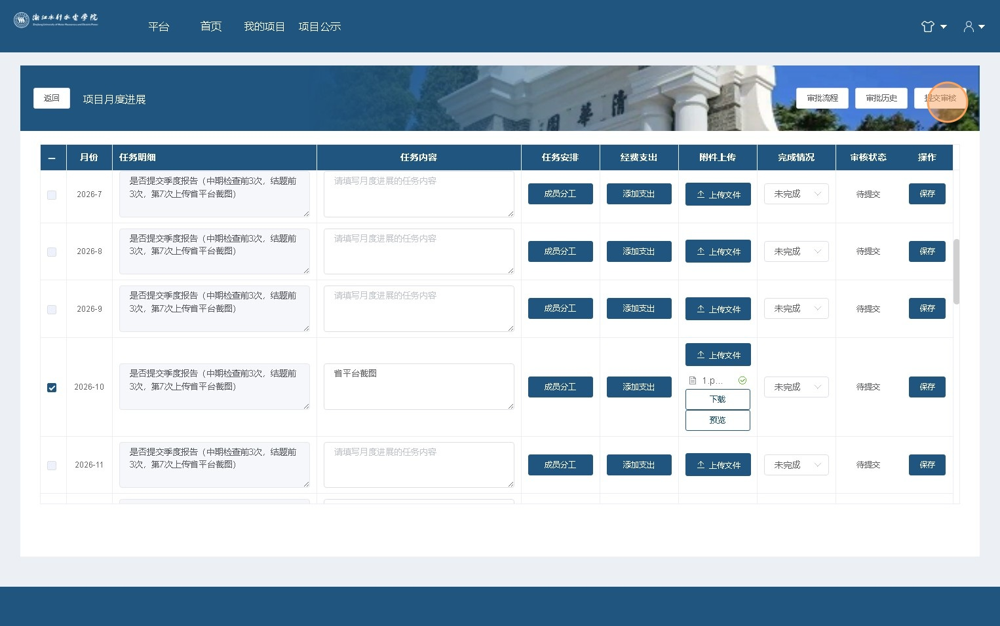 浙江水利水电学院
Zhejiang University of Water Resources and Electric Power
平台
首页
我的项目
项目公示
返回
项目月度进展
清華園
审批流程
审批历史
提交审核
月份
任务明细
任务内容
任务安排
经费支出
附件上传
完成情况
审核状态
操作
2026-7
是否提交季度报告（中期检查前3次，结题前
3次，第7次上传省平台截图）
请填写月度进展的任务内容
成员分工
添加支出
上传文件
未完成
待提交
保存
2026-8
是否提交季度报告（中期检查前3次，结题前
3次，第7次上传省平台截图）
请填写月度进展的任务内容
成员分工
添加支出
上传文件
未完成
待提交
保存
2026-9
是否提交季度报告（中期检查前3次，结题前
3次，第7次上传省平台截图）
请填写月度进展的任务内容
成员分工
添加支出
上传文件
未完成
待提交
保存
2026-10
是否提交季度报告（中期检查前3次，结题前
3次，第7次上传省平台截图）
省平台截图
成员分工
添加支出
上传文件
1.p...
下载
预览
未完成
待提交
保存
2026-11
是否提交季度报告（中期检查前3次，结题前
3次，第7次上传省平台截图）
请填写月度进展的任务内容
成员分工
添加支出
上传文件
未完成
待提交
保存